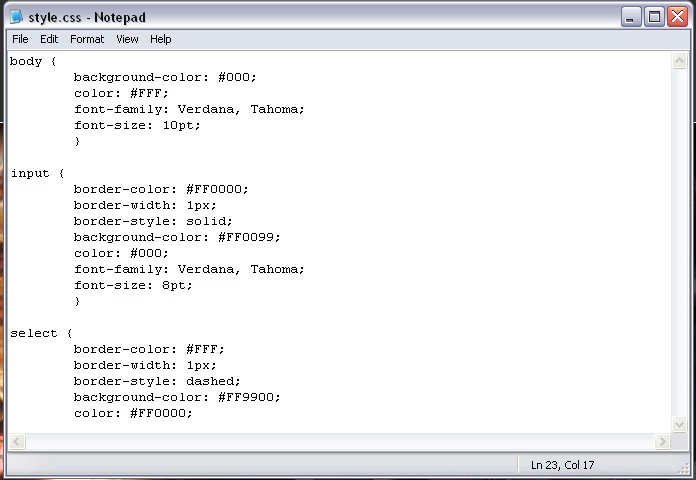 style.css - Notepad
File Edit Format View Help
body {
background-color: #000;
color: #FFF;
font-family: Verdana, Tahoma;
font-size: 10pt;
}
input {
border-color: #FF0000;
border-width: 1px;
border-style: solid;
background-color: #FF0099;
color: #000;
font-family: Verdana, Tahoma;
font-size: 8pt;
}
select {
border-color: #FFF;
border-width: 1px;
border-style: dashed;
background-color: #FF9900;
color: #FF0000;
Ln 23, Col 17